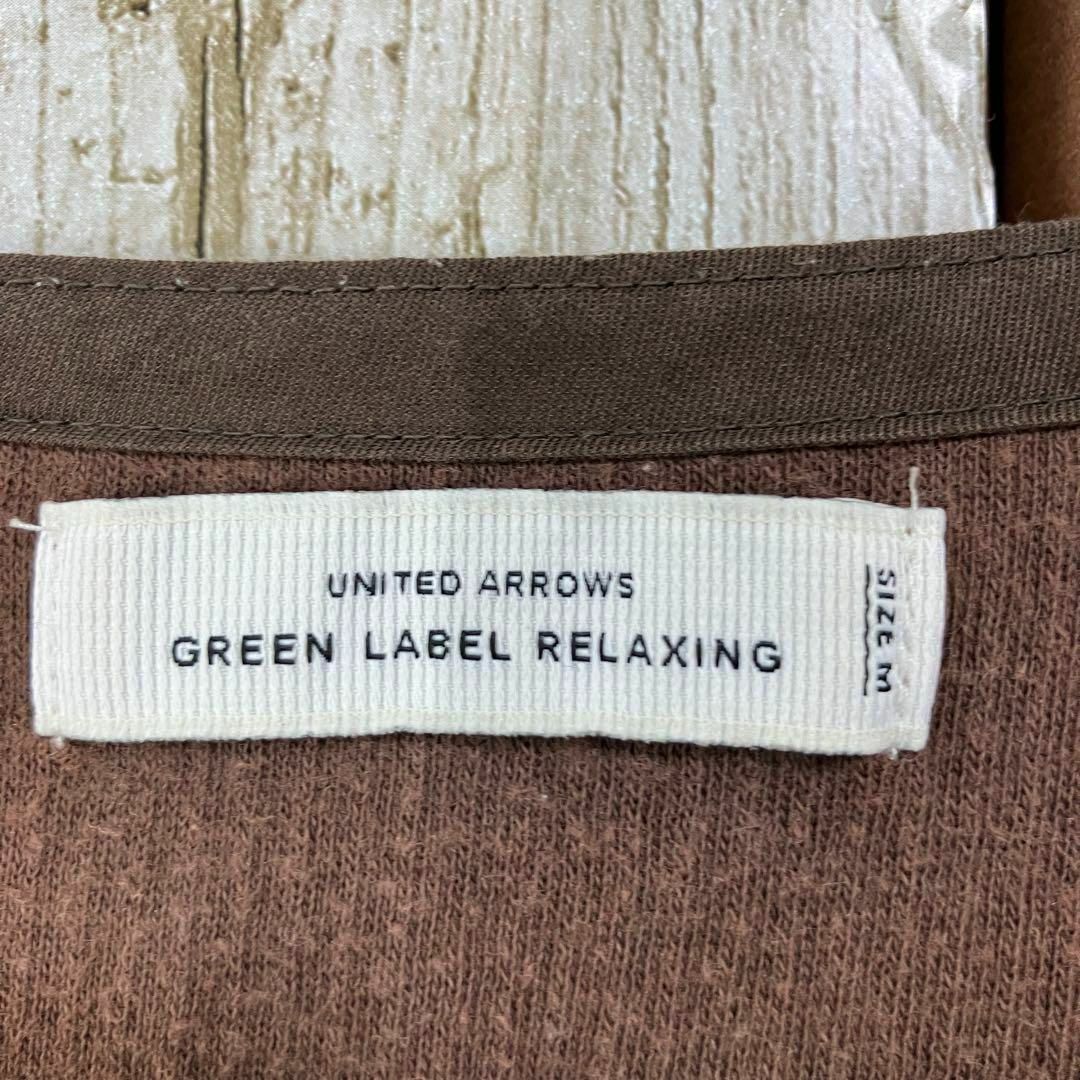 UNITED ARROWS
GREEN LABEL RELAXING
SIZE M